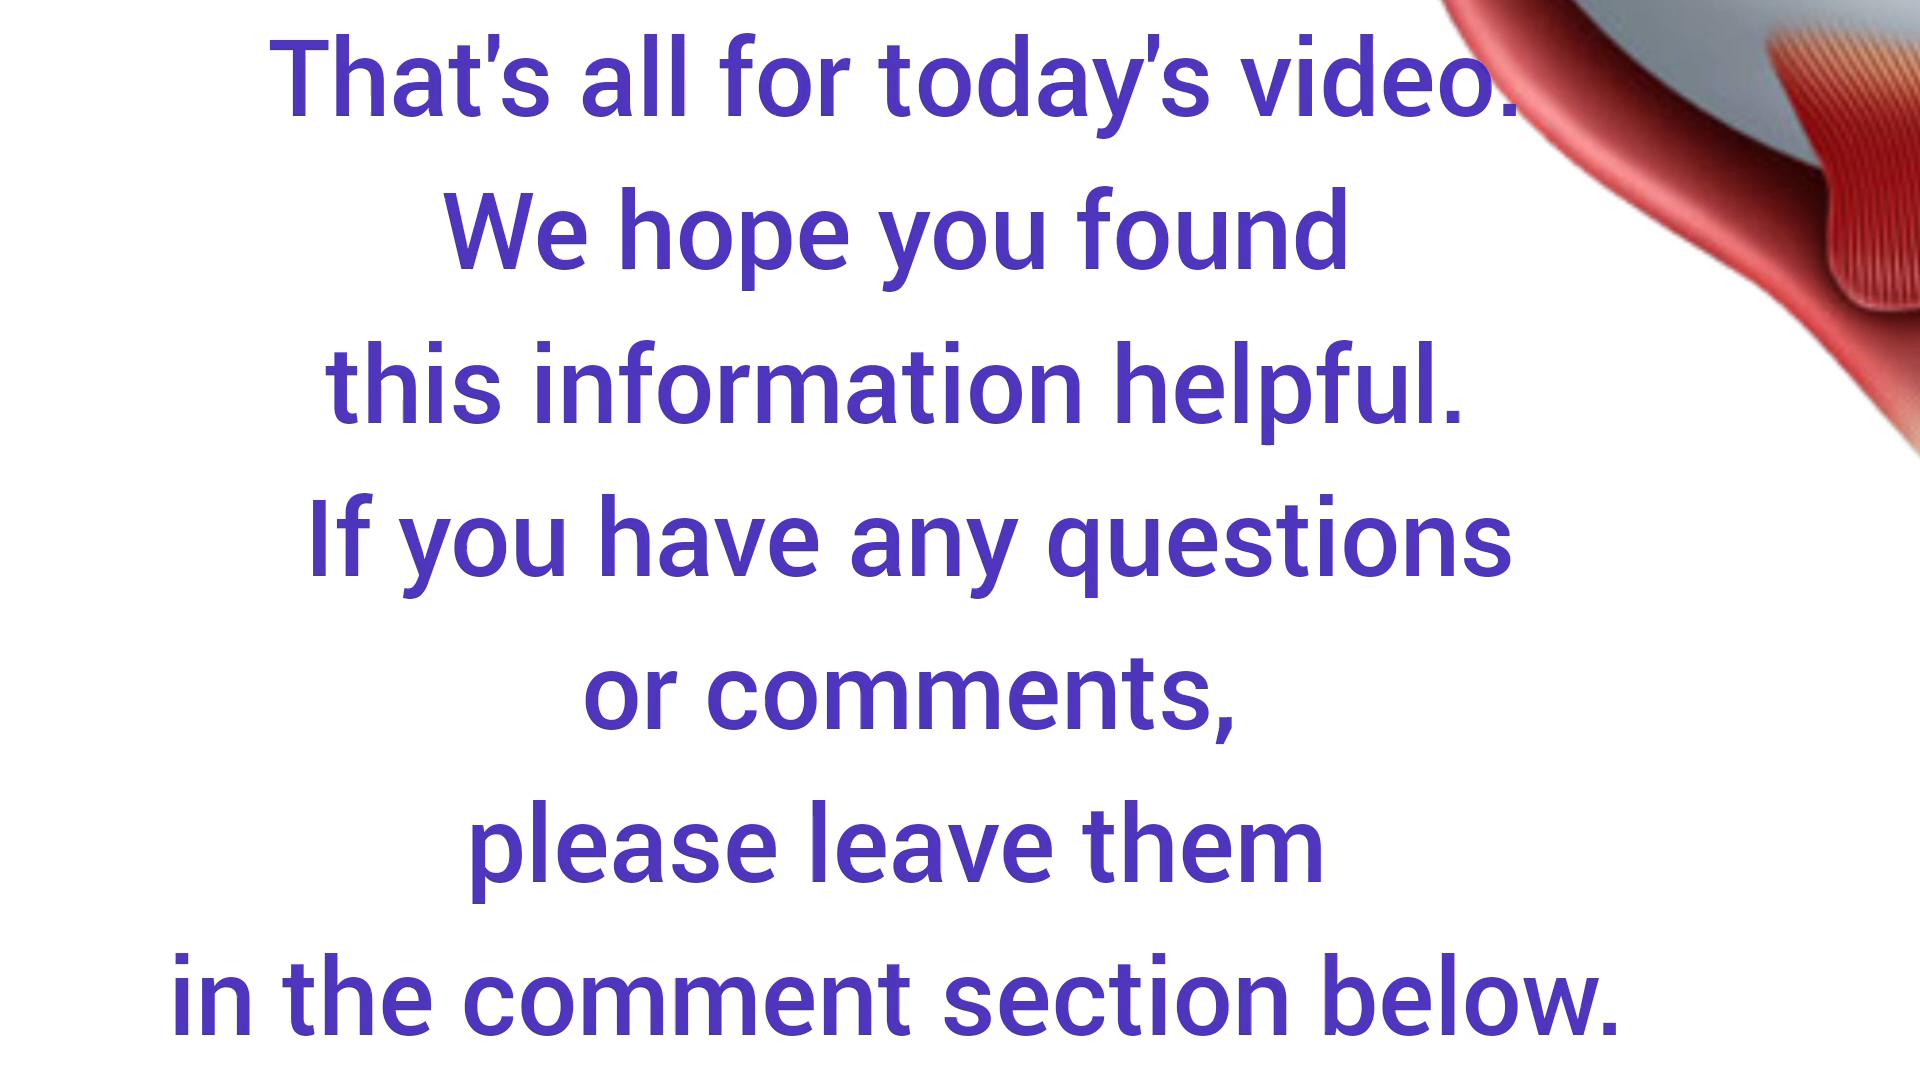 That's all for today's video.
We hope you found
this information helpful.
If you have any questions
or comments,
please leave them
in the comment section below.